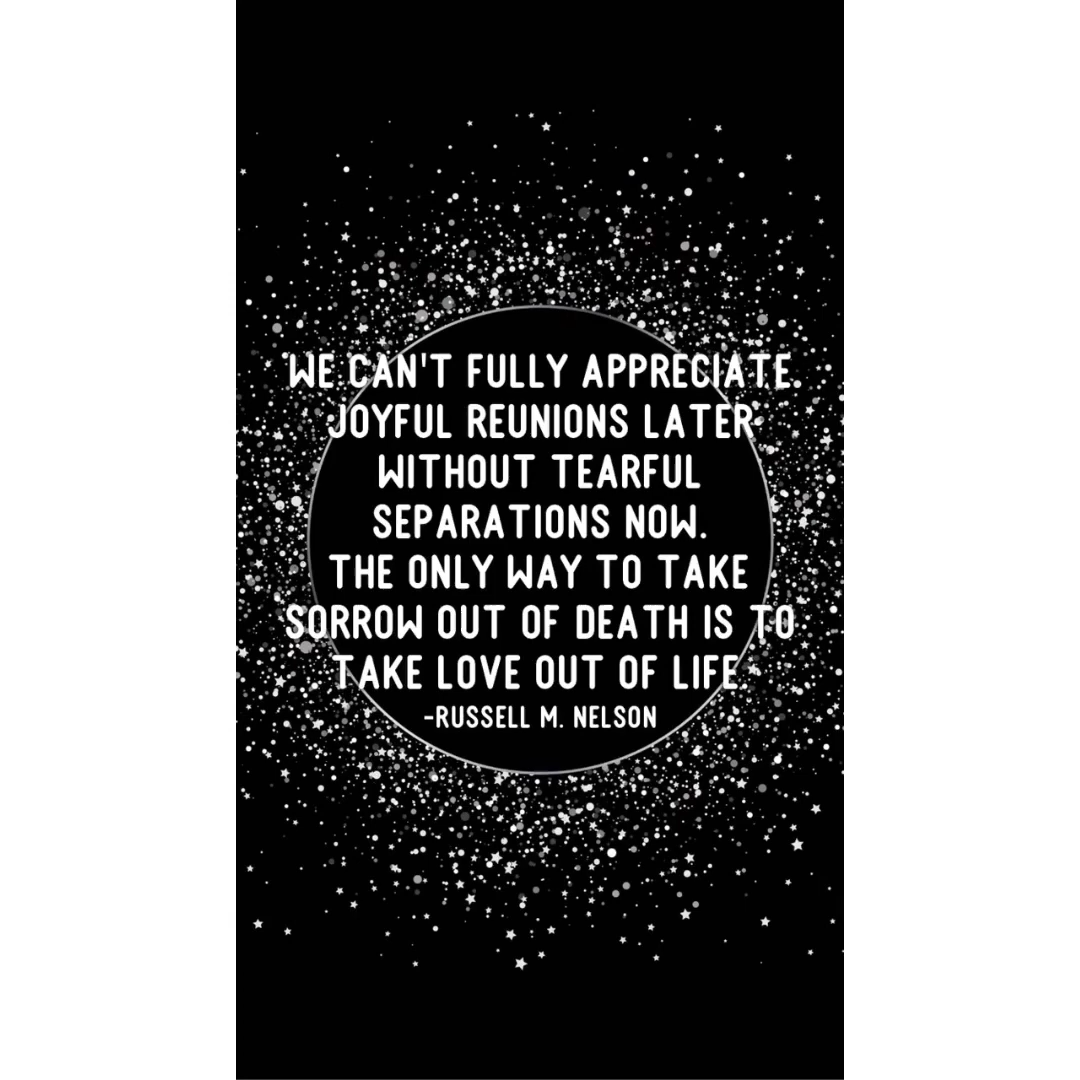 WE CAN'T FULLY APPRECIATE
JOYFUL REUNIONS LATER
WITHOUT TEARFUL
SEPARATIONS NOW.
THE ONLY WAY TO TAKE
SORROW OUT OF DEATH IS TO
TAKE LOVE OUT OF LIFE.
-RUSSELL M. NELSON